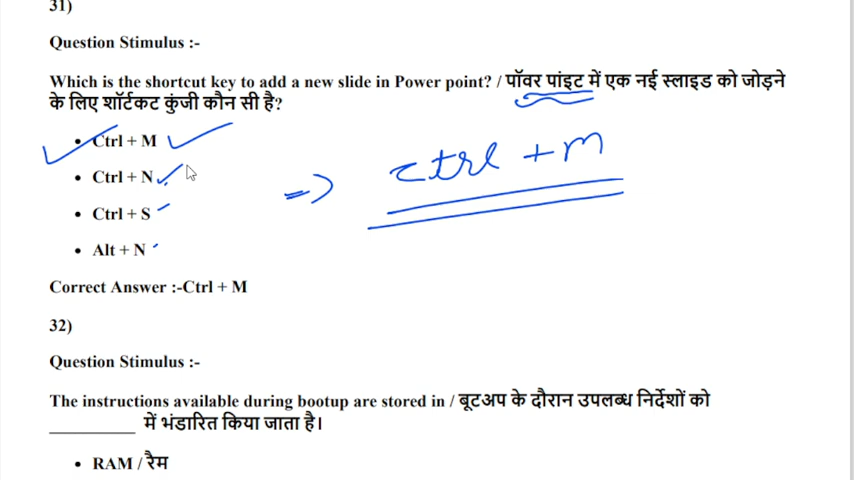 31)
Question Stimulus :-
Which is the shortcut key to add a new slide in Power point? / पॉवर पांइट में एक नई स्लाइड को जोड़ने
के लिए शॉर्टकट कुंजी कौन सी है?
• Ctrl + M
ctrl + m
• Ctrl + N
• Ctrl + S
• Alt + N
Correct Answer :-Ctrl + M
32)
Question Stimulus :-
The instructions available during bootup are stored in / बूटअप के दौरान उपलब्ध निर्देशों को
_________ में भंडारित किया जाता है।
• RAM / रैम